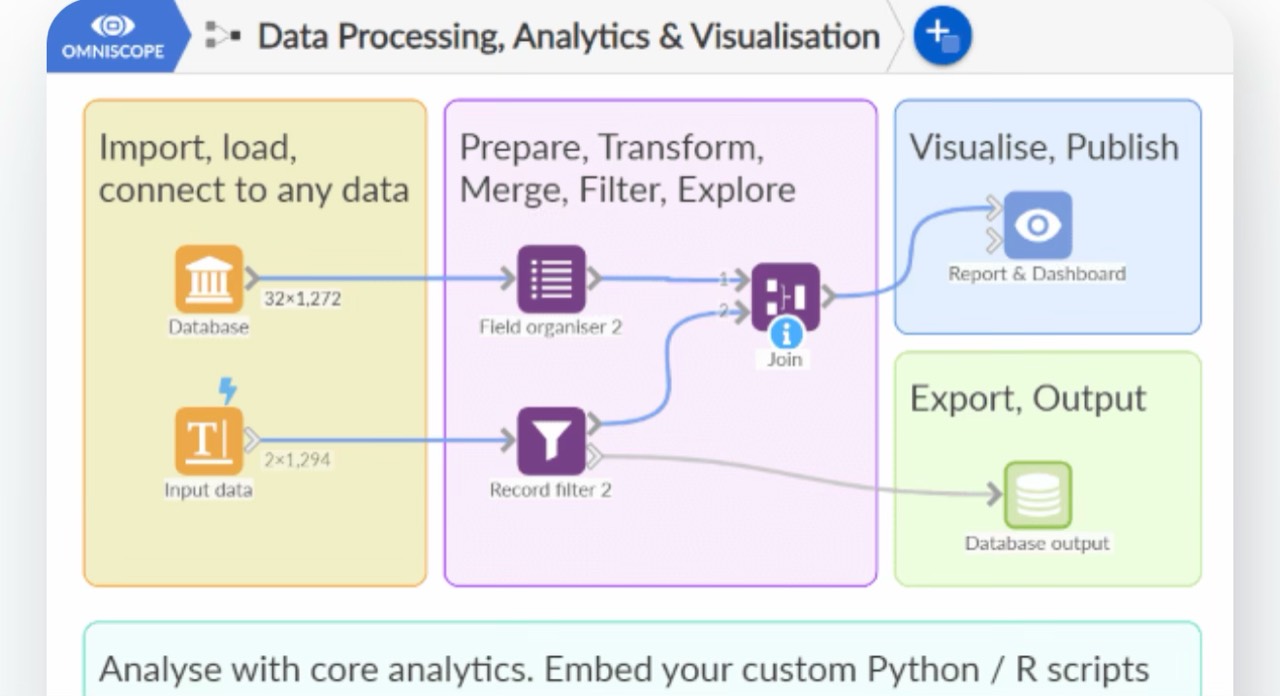 OMNISCOPE
Data Processing, Analytics & Visualisation
Import, load,
connect to any data
Database
32×1,272
Input data
2×1,294
Prepare, Transform,
Merge, Filter, Explore
Field organiser 2
Record filter 2
1
2
Join
Visualise, Publish
Report & Dashboard
Export, Output
Database output
Analyse with core analytics. Embed your custom Python / R scripts